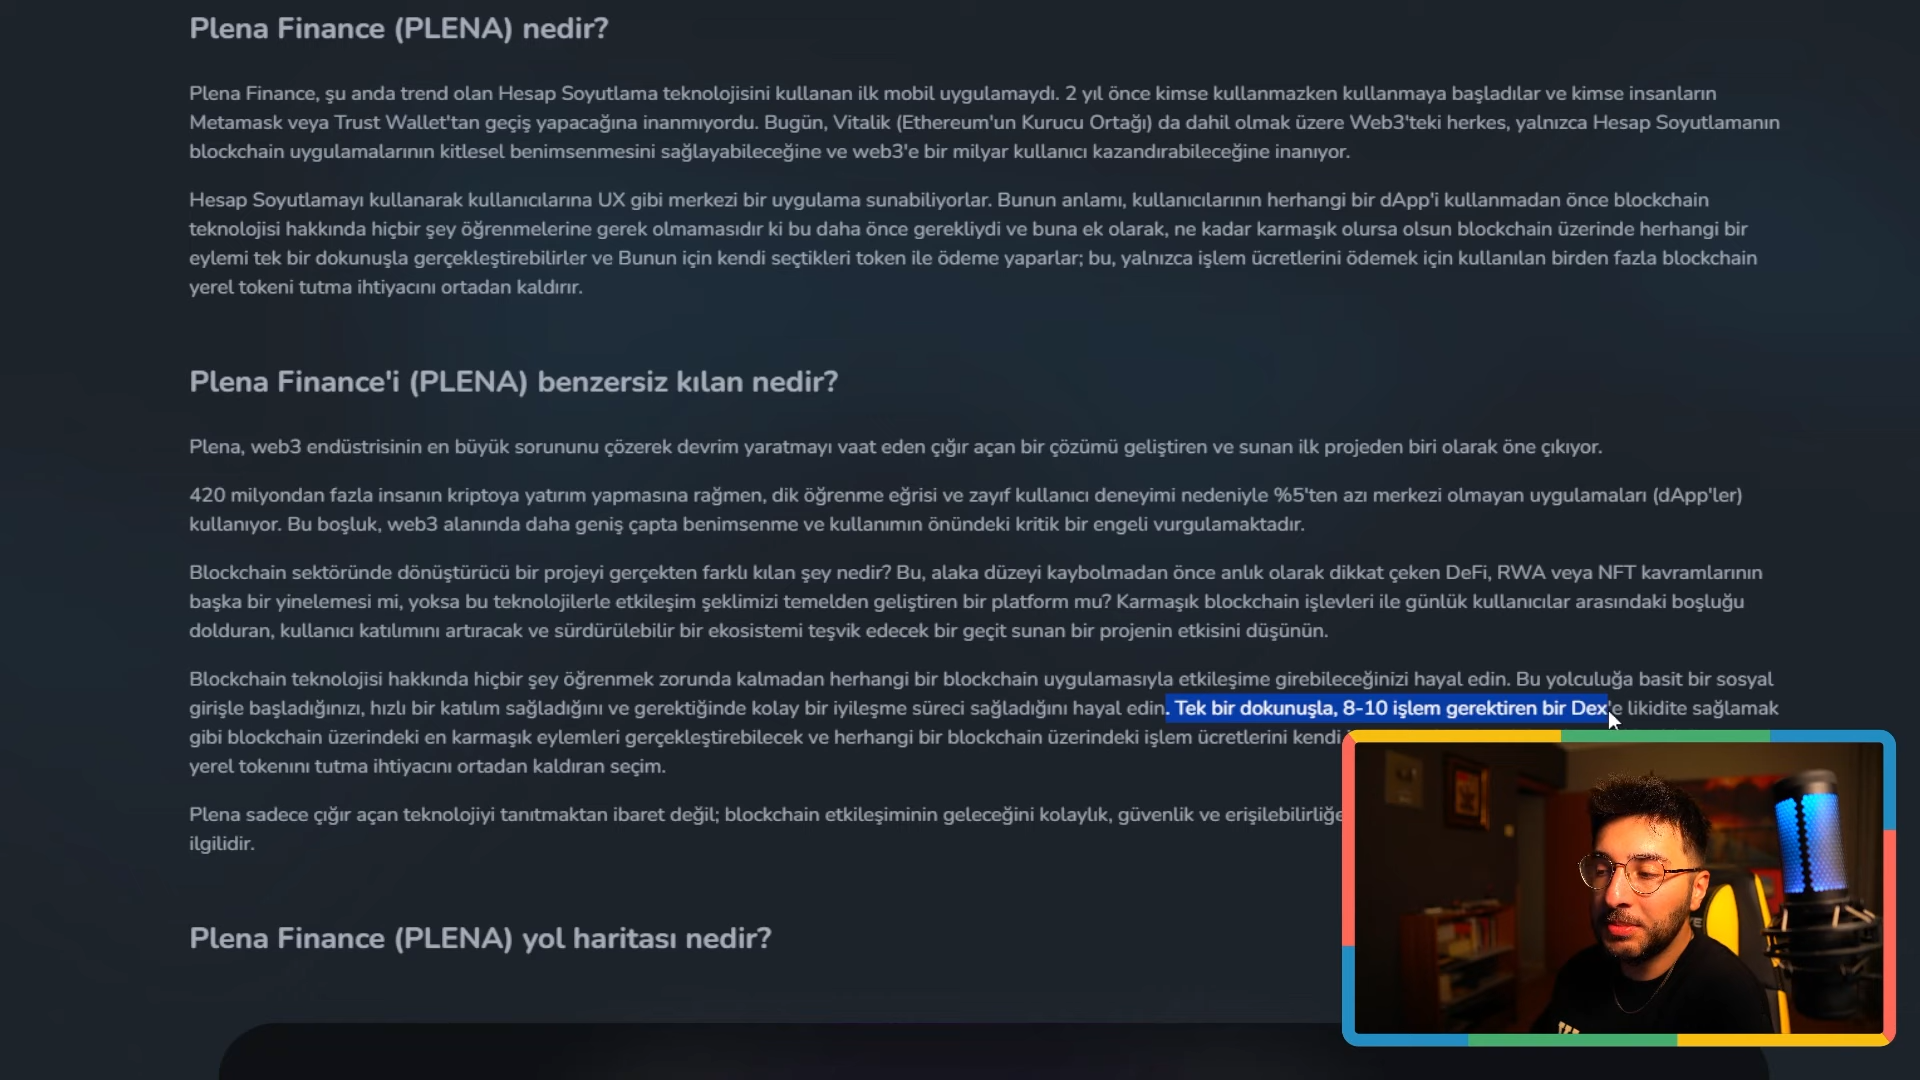 Plena Finance (PLENA) nedir?
Plena Finance, şu anda trend olan Hesap Soyutlama teknolojisini kullanan ilk mobil uygulamaydı. 2 yıl önce kimse kullanmazken kullanmaya başladılar ve kimse insanların
Metamask veya Trust Wallet'tan geçiş yapacağına inanmıyordu. Bugün, Vitalik (Ethereum'un Kurucu Ortağı) da dahil olmak üzere Web3'teki herkes, yalnızca Hesap Soyutlamanın
blockchain uygulamalarının kitlesel benimsenmesini sağlayabileceğine ve web3'e bir milyar kullanıcı kazandırabileceğine inanıyor.
Hesap Soyutlamayı kullanarak kullanıcılarına UX gibi merkezi bir uygulama sunabiliyorlar. Bunun anlamı, kullanıcılarının herhangi bir dApp'i kullanmadan önce blockchain
teknolojisi hakkında hiçbir şey öğrenmelerine gerek olmamasıdır ki bu daha önce gerekliydi ve buna ek olarak, ne kadar karmaşık olursa olsun blockchain üzerinde herhangi bir
eylemi tek bir dokunuşla gerçekleştirebilirler ve Bunun için kendi seçtikleri token ile ödeme yaparlar; bu, yalnızca işlem ücretlerini ödemek için kullanılan birden fazla blockchain
yerel tokeni tutma ihtiyacını ortadan kaldırır.
Plena Finance'i (PLENA) benzersiz kılan nedir?
Plena, web3 endüstrisinin en büyük sorununu çözerek devrim yaratmayı vaat eden çığır açan bir çözümü geliştiren ve sunan ilk projeden biri olarak öne çıkıyor.
420 milyondan fazla insanın kriptoya yatırım yapmasına rağmen, dik öğrenme eğrisi ve zayıf kullanıcı deneyimi nedeniyle %5'ten azı merkezi olmayan uygulamaları (dApp'ler)
kullanıyor. Bu boşluk, web3 alanında daha geniş çapta benimsenme ve kullanımın önündeki kritik bir engeli vurgulamaktadır.
Blockchain sektöründe dönüştürücü bir projeyi gerçekten farklı kılan şey nedir? Bu, alaka düzeyi kaybolmadan önce anlık olarak dikkat çeken DeFi, RWA veya NFT kavramlarının
başka bir yinelemesi mi, yoksa bu teknolojilerle etkileşim şeklimizi temelden geliştiren bir platform mu? Karmaşık blockchain işlevleri ile günlük kullanıcılar arasındaki boşluğu
dolduran, kullanıcı katılımını artıracak ve sürdürülebilir bir ekosistemi teşvik edecek bir geçit sunan bir projenin etkisini düşünün.
Blockchain teknolojisi hakkında hiçbir şey öğrenmek zorunda kalmadan herhangi bir blockchain uygulamasıyla etkileşime girebileceğinizi hayal edin. Bu yolculuğa basit bir sosyal
girişle başladığınızı, hızlı bir katılım sağladığını ve gerektiğinde kolay bir iyileşme süreci sağladığını hayal edin. Tek bir dokunuşla, 8-10 işlem gerektiren bir Dex'e likidite sağlamak
gibi blockchain üzerindeki en karmaşık eylemleri gerçekleştirebilecek ve herhangi bir blockchain üzerindeki işlem ücretlerini kendi
yerel tokenını tutma ihtiyacını ortadan kaldıran seçim.
Plena sadece çığır açan teknolojiyi tanıtmaktan ibaret değil; blockchain etkileşiminin geleceğini kolaylık, güvenlik ve erişilebilirliğe
ilgilidir.
Plena Finance (PLENA) yol haritası nedir?